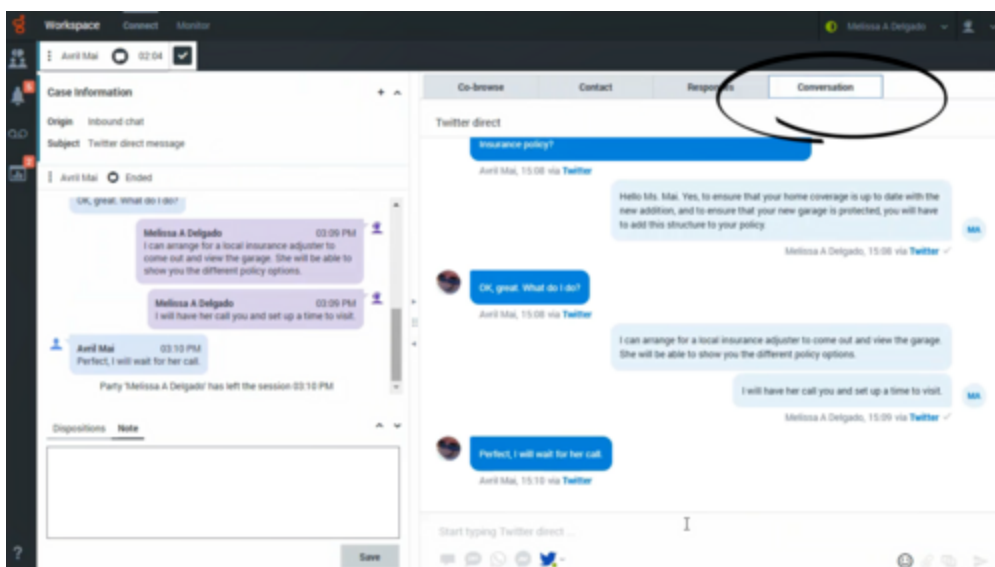 Workspace Connect Monitor
Melissa A Delgado
Avril Mai 02:04
Case Information
Origin Inbound chat
Subject Twitter direct message
Avril Mai Ended
OK, great. What do I do?
Melissa A Delgado 03:09 PM
I can arrange for a local insurance adjuster to
come out and view the garage. She will be able to
show you the different policy options.
Melissa A Delgado 03:09 PM
I will have her call you and set up a time to visit.
Avril Mai 03:10 PM
Perfect, I will wait for her call.
Party 'Melissa A Delgado' has left the session 03:10 PM
Dispositions Note
Save
Co-browse Contact Responses Conversation
Twitter direct
insurance policy?
Avril Mai, 15:08 via Twitter
Hello Ms. Mai. Yes, to ensure that your home coverage is up to date with the
new addition, and to ensure that your new garage is protected, you will have
to add this structure to your policy.
MA
Melissa A Delgado, 15:08 via Twitter
OK, great. What do I do?
Avril Mai, 15:08 via Twitter
I can arrange for a local insurance adjuster to come out and view the garage.
She will be able to show you the different policy options.
I will have her call you and set up a time to visit.
MA
Melissa A Delgado, 15:09 via Twitter
Perfect, I will wait for her call.
Avril Mai, 15:10 via Twitter
Start typing Twitter direct ...